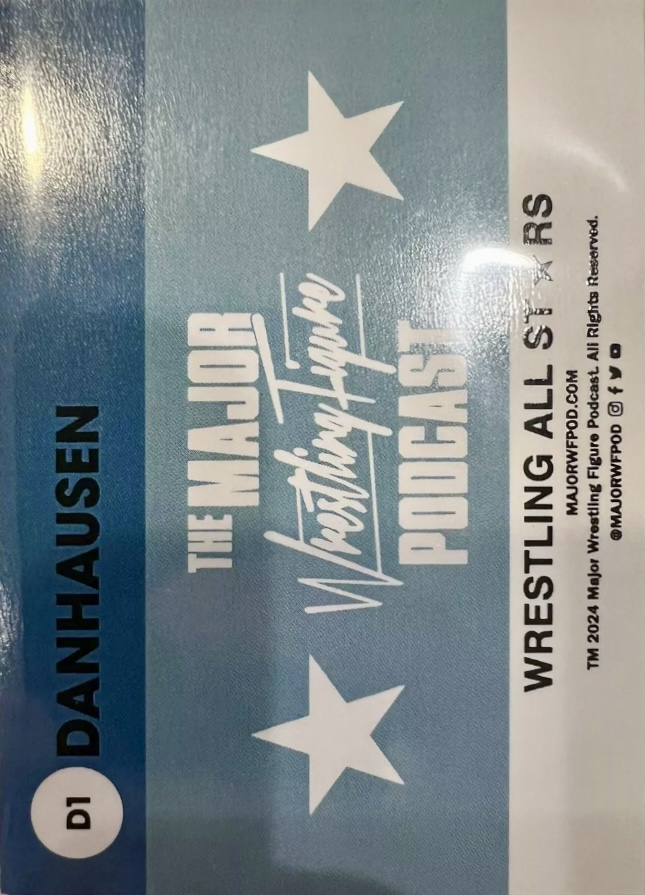 D1 DANHAUSEN
THE MAJOR
Wrestling Figure
PODCAST
WRESTLING ALL ST★RS
MAJORWFPOD.COM
TM 2024 Major Wrestling Figure Podcast. All Rights Reserved.
@MAJORWFPOD